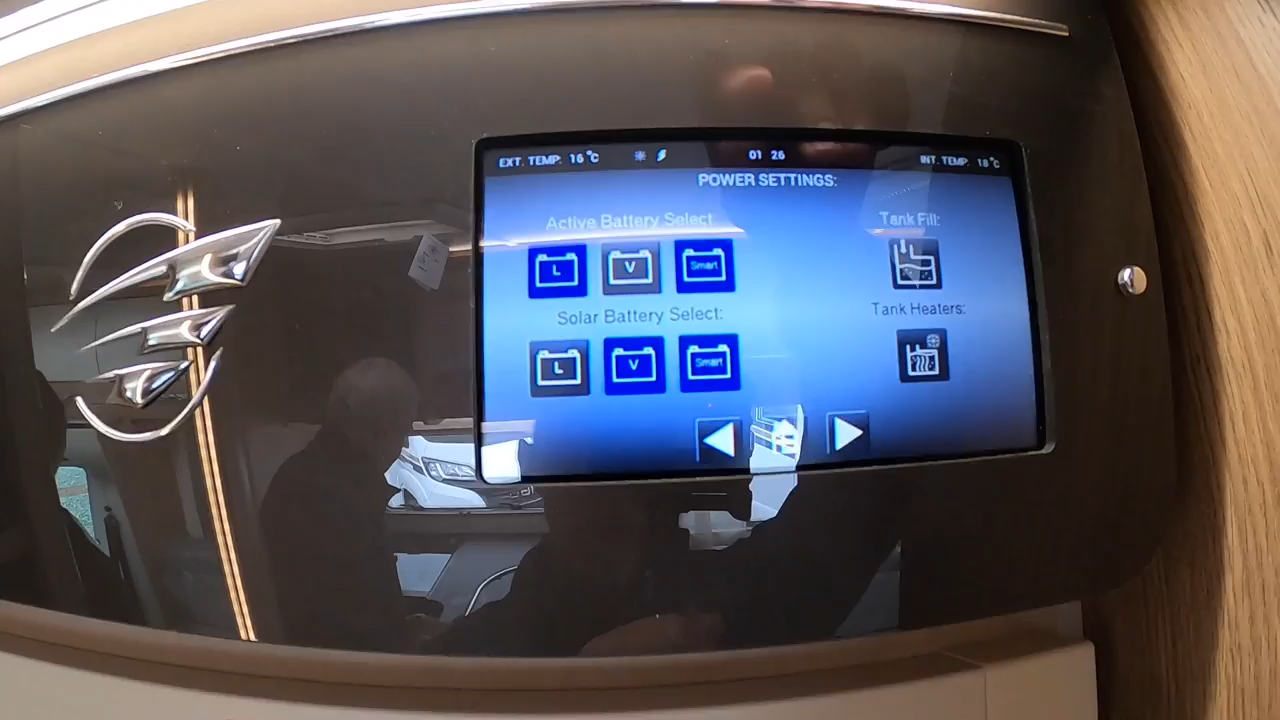 EXT. TEMP: 16°C
01 26
INT. TEMP: 18°C
POWER SETTINGS:
Active Battery Select
Tank Fill:
L
V
Smart
Solar Battery Select:
Tank Heaters:
L
V
Smart